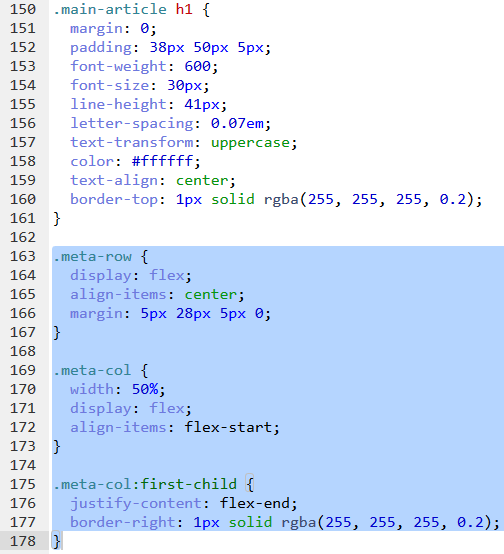 150 .main-article h1 {
151   margin: 0;
152   padding: 38px 50px 5px;
153   font-weight: 600;
154   font-size: 30px;
155   line-height: 41px;
156   letter-spacing: 0.07em;
157   text-transform: uppercase;
158   color: #ffffff;
159   text-align: center;
160   border-top: 1px solid rgba(255, 255, 255, 0.2);
161 }
162
163 .meta-row {
164   display: flex;
165   align-items: center;
166   margin: 5px 28px 5px 0;
167 }
168
169 .meta-col {
170   width: 50%;
171   display: flex;
172   align-items: flex-start;
173 }
174
175 .meta-col:first-child {
176   justify-content: flex-end;
177   border-right: 1px solid rgba(255, 255, 255, 0.2);
178 }